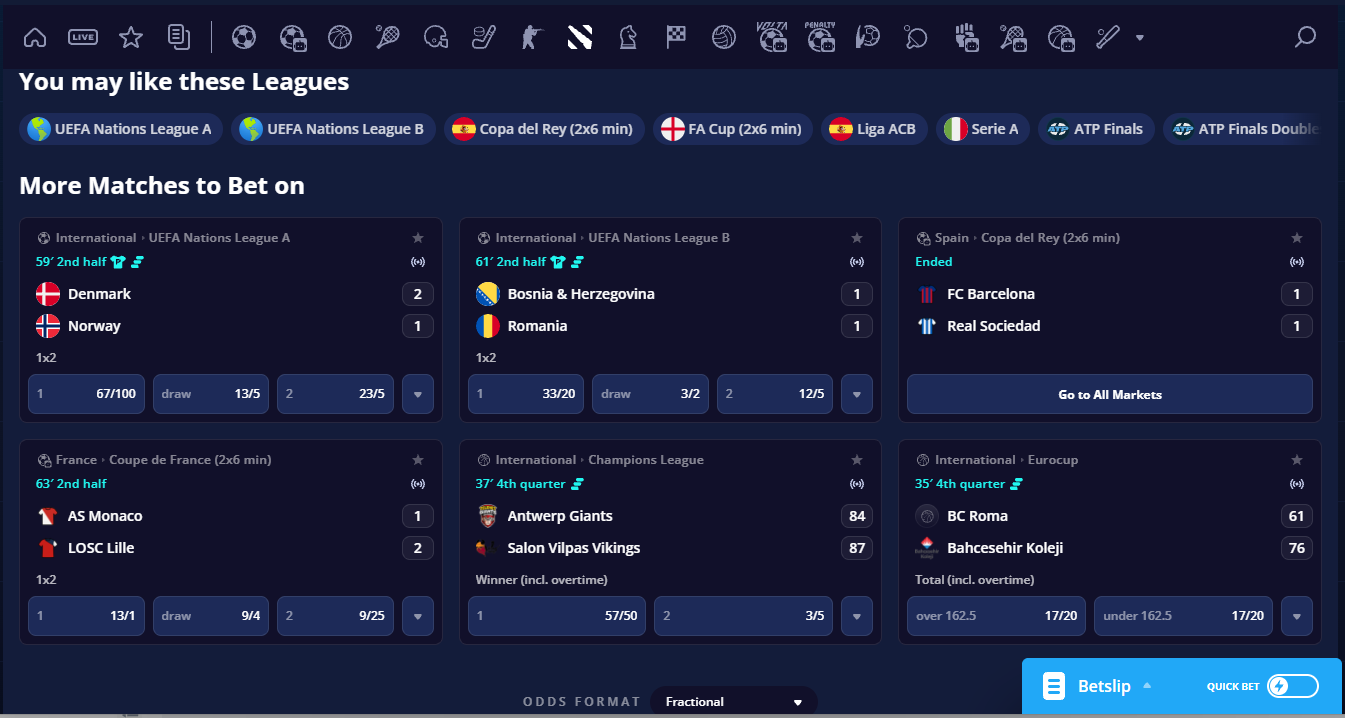 LIVE
VOLTA
PENALTY
You may like these Leagues
UEFA Nations League A
UEFA Nations League B
Copa del Rey (2x6 min)
FA Cup (2x6 min)
Liga ACB
Serie A
ATP Finals
ATP Finals Double
More Matches to Bet on
International › UEFA Nations League A
59′ 2nd half
Denmark 2
Norway 1
1x2
1 67/100 draw 13/5 2 23/5
International › UEFA Nations League B
61′ 2nd half
Bosnia & Herzegovina 1
Romania 1
1x2
1 33/20 draw 3/2 2 12/5
Spain › Copa del Rey (2x6 min)
Ended
FC Barcelona 1
Real Sociedad 1
Go to All Markets
France › Coupe de France (2x6 min)
63′ 2nd half
AS Monaco 1
LOSC Lille 2
1x2
1 13/1 draw 9/4 2 9/25
International › Champions League
37′ 4th quarter
Antwerp Giants 84
Salon Vilpas Vikings 87
Winner (incl. overtime)
1 57/50 2 3/5
International › Eurocup
35′ 4th quarter
BC Roma 61
Bahcesehir Koleji 76
Total (incl. overtime)
over 162.5 17/20 under 162.5 17/20
Betslip QUICK BET
ODDS FORMAT Fractional